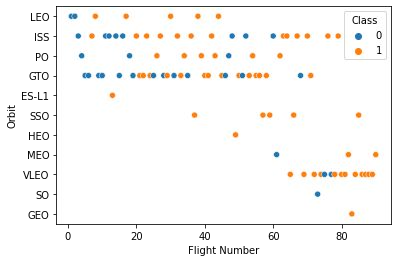 LEO
ISS
PO
GTO
ES-L1
SSO
HEO
MEO
VLEO
SO
GEO
Orbit
Class
0
1
0 20 40 60 80
Flight Number